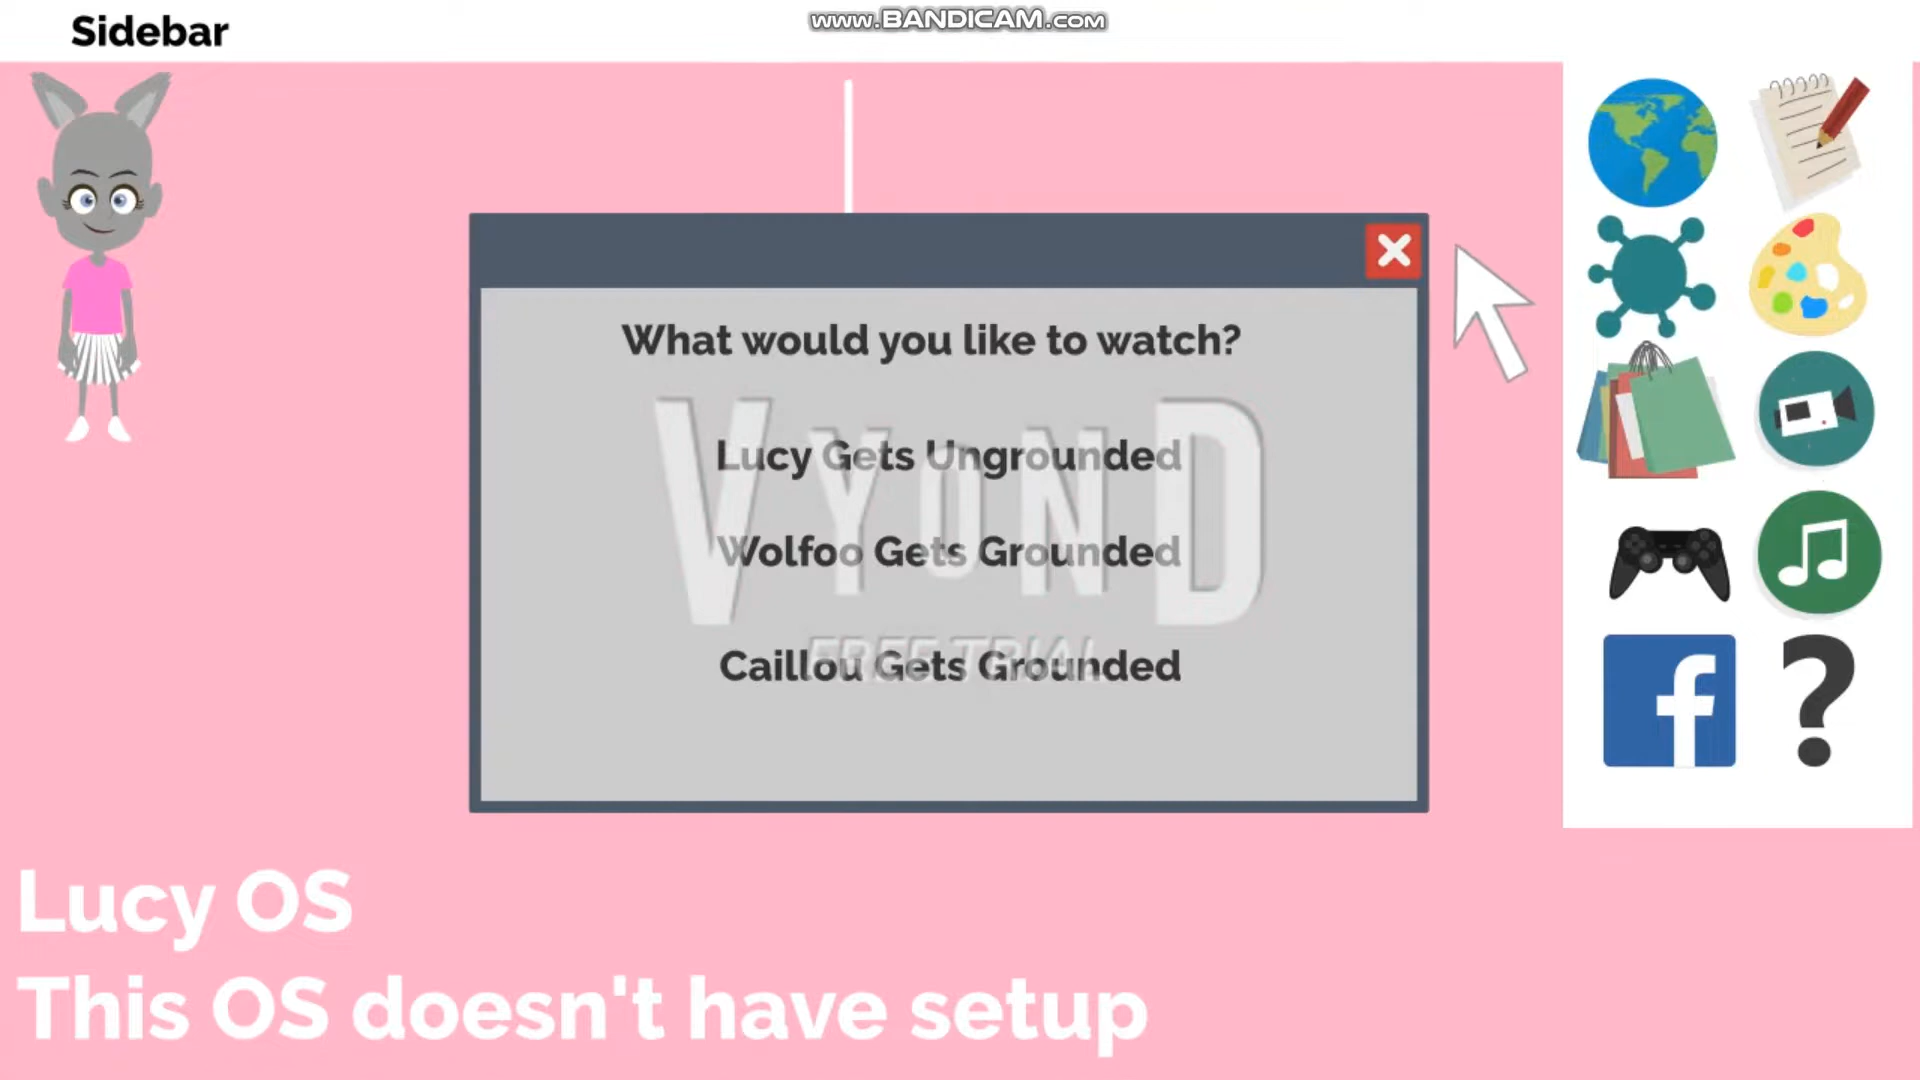 Sidebar
www.BANDICAM.com
What would you like to watch?
Lucy Gets Ungrounded
Wolfoo Gets Grounded
Caillou Gets Grounded
VYOND
FREE TRIAL
f
?
Lucy OS
This OS doesn't have setup